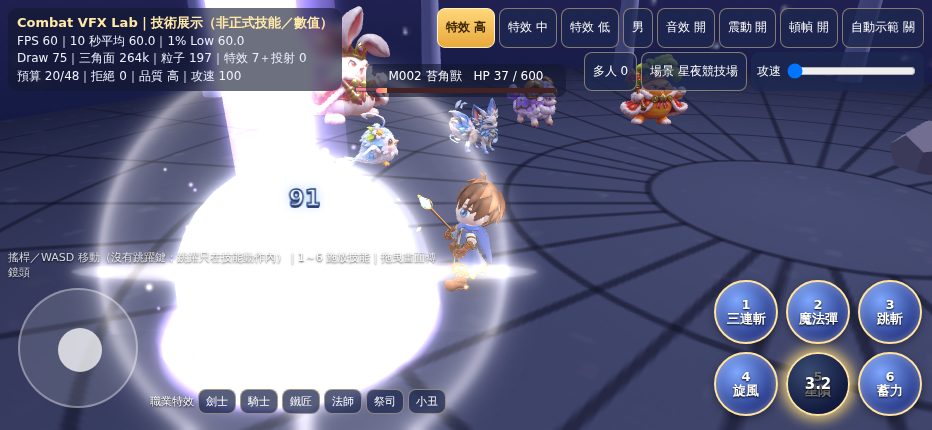 Combat VFX Lab｜技術展示（非正式技能／數值）
FPS 60｜10 秒平均 60.0｜1% Low 60.0
Draw 75｜三角面 264k｜粒子 197｜特效 7＋投射 0
預算 20/48｜拒絕 0｜品質 高｜攻速 100
特效 高
特效 中
特效 低
男
音效 開
震動 開
頓幀 開
自動示範 關
多人 0
場景 星夜競技場
攻速
M002 苔角獸 HP 37 / 600
91
搖桿／WASD 移動（沒有跳躍鍵：跳躍只在技能動作內）｜1～6 施放技能｜拖曳畫面轉
鏡頭
1
三連斬
2
魔法彈
3
跳斬
4
旋風
3.2
6
蓄力
職業特效
劍士
騎士
鐵匠
法師
祭司
小丑